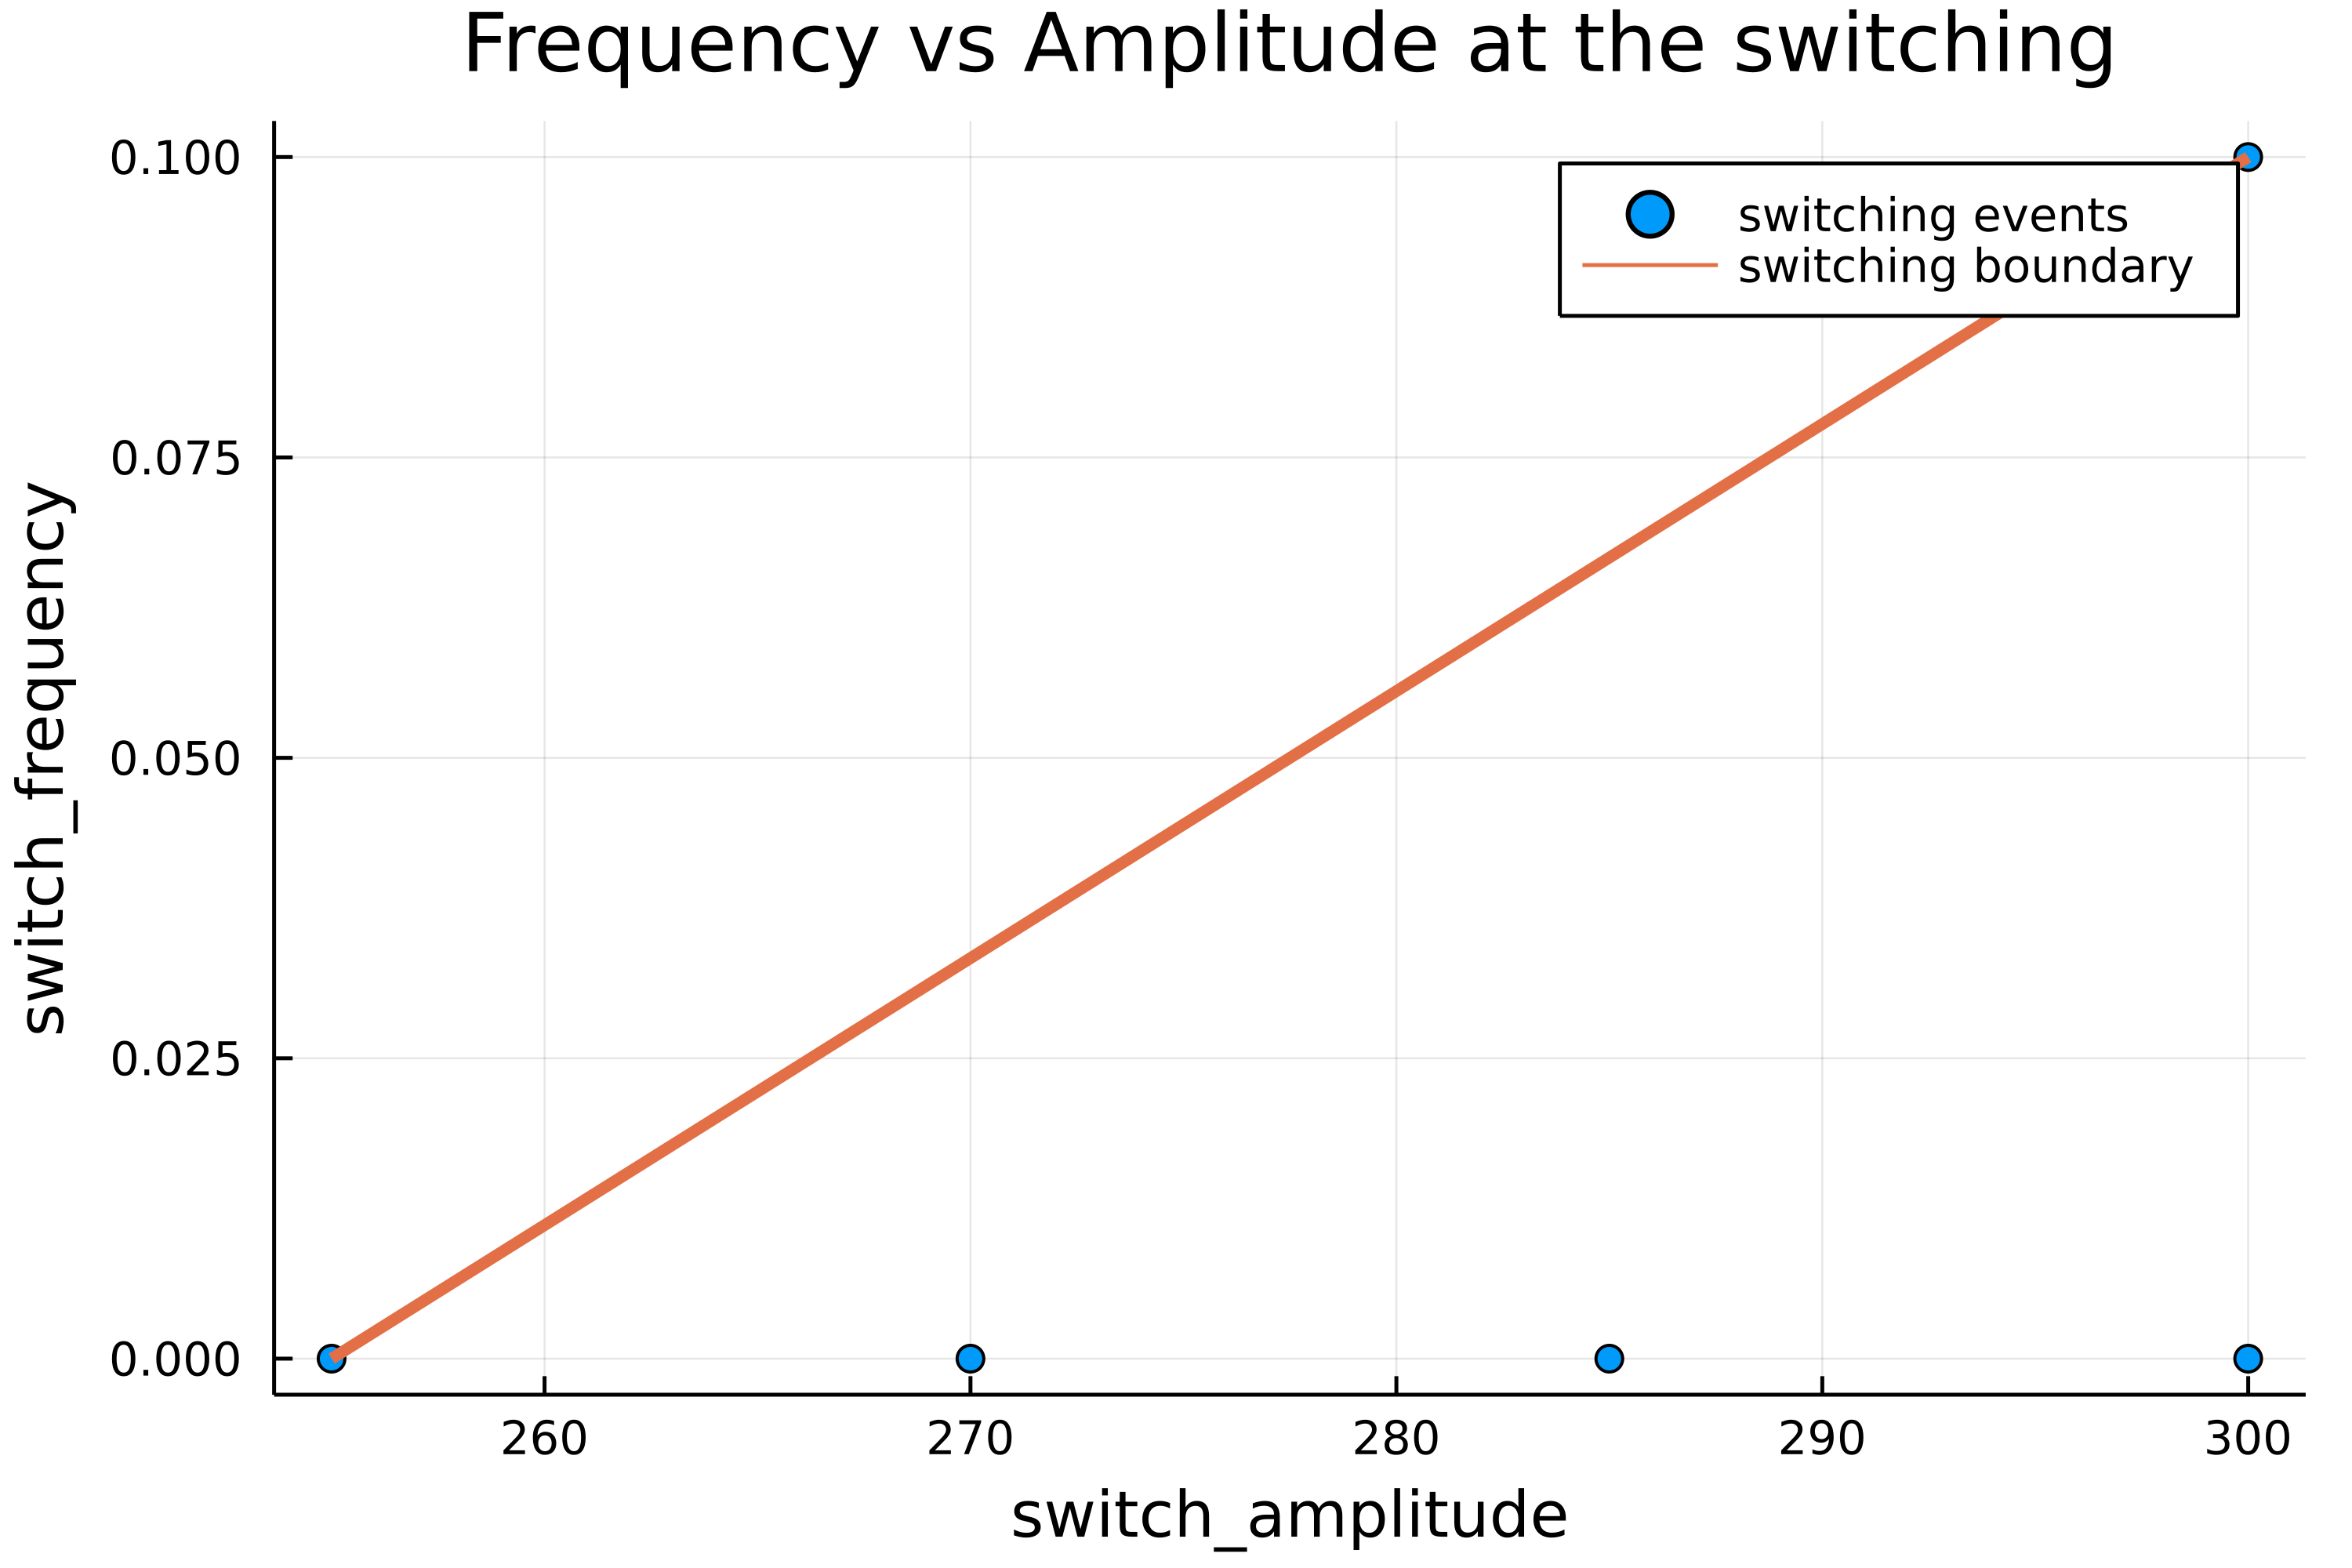 Frequency vs Amplitude at the switching
switching events
switching boundary
0.100
0.075
0.050
0.025
0.000
switch_frequency
260 270 280 290 300
switch_amplitude